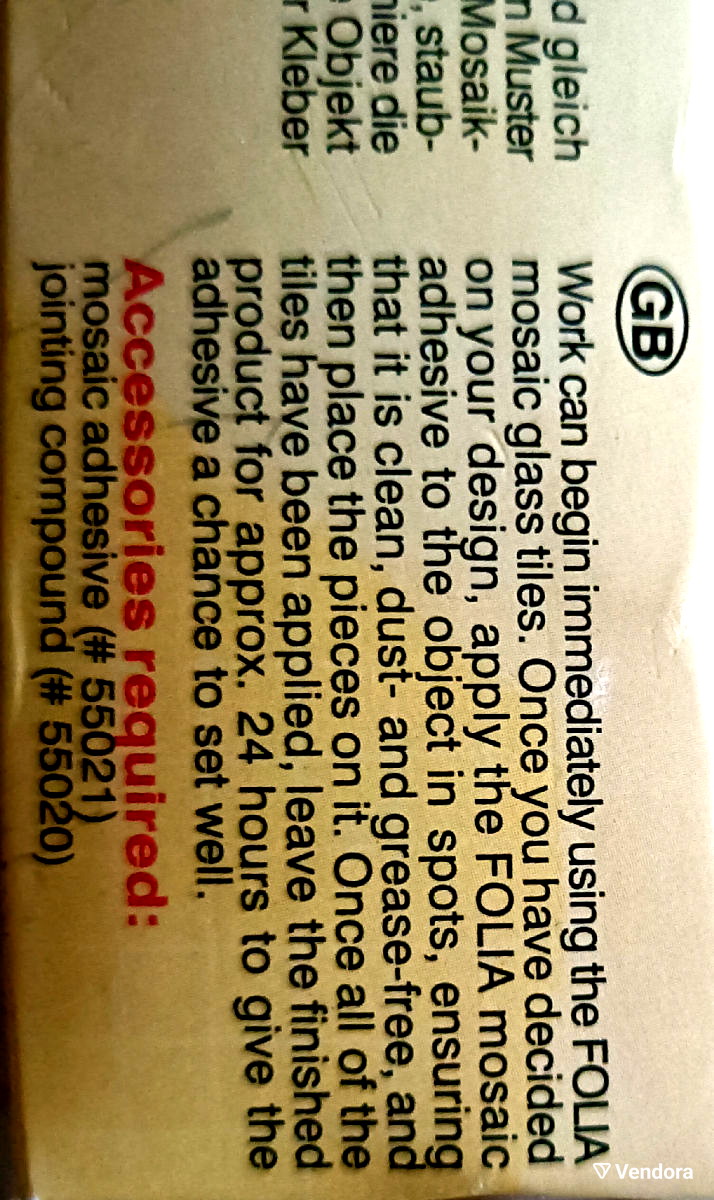 d gleich
n Muster
Mosaik-
, staub-
niere die
e Objekt
r Kleber
GB
Work can begin immediately using the FOLIA
mosaic glass tiles. Once you have decided
on your design, apply the FOLIA mosaic
adhesive to the object in spots, ensuring
that it is clean, dust- and grease-free, and
then place the pieces on it. Once all of the
tiles have been applied, leave the finished
product for approx. 24 hours to give the
adhesive a chance to set well.
Accessories required:
mosaic adhesive (# 55021)
jointing compound (# 55020)
Vendora